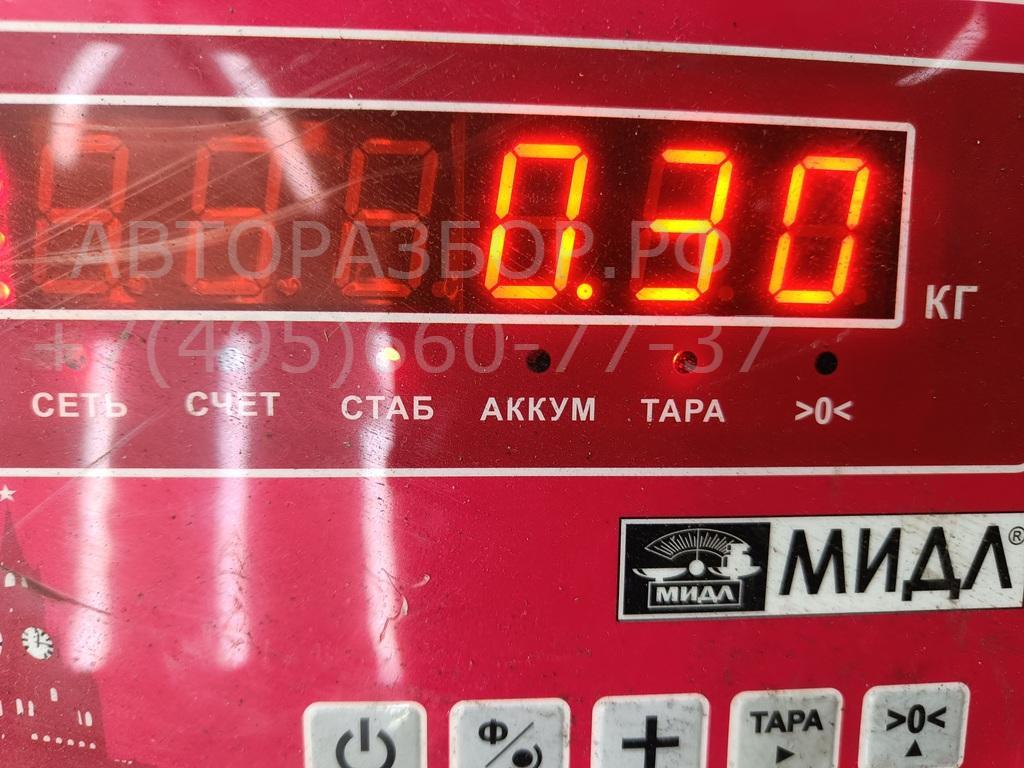 0.30
КГ
АВТОРАЗБОР.РФ
+7(495)660-77-37
СЕТЬ СЧЕТ СТАБ АККУМ ТАРА >0<
МИДЛ МИДЛ®
Ф ТАРА >0<